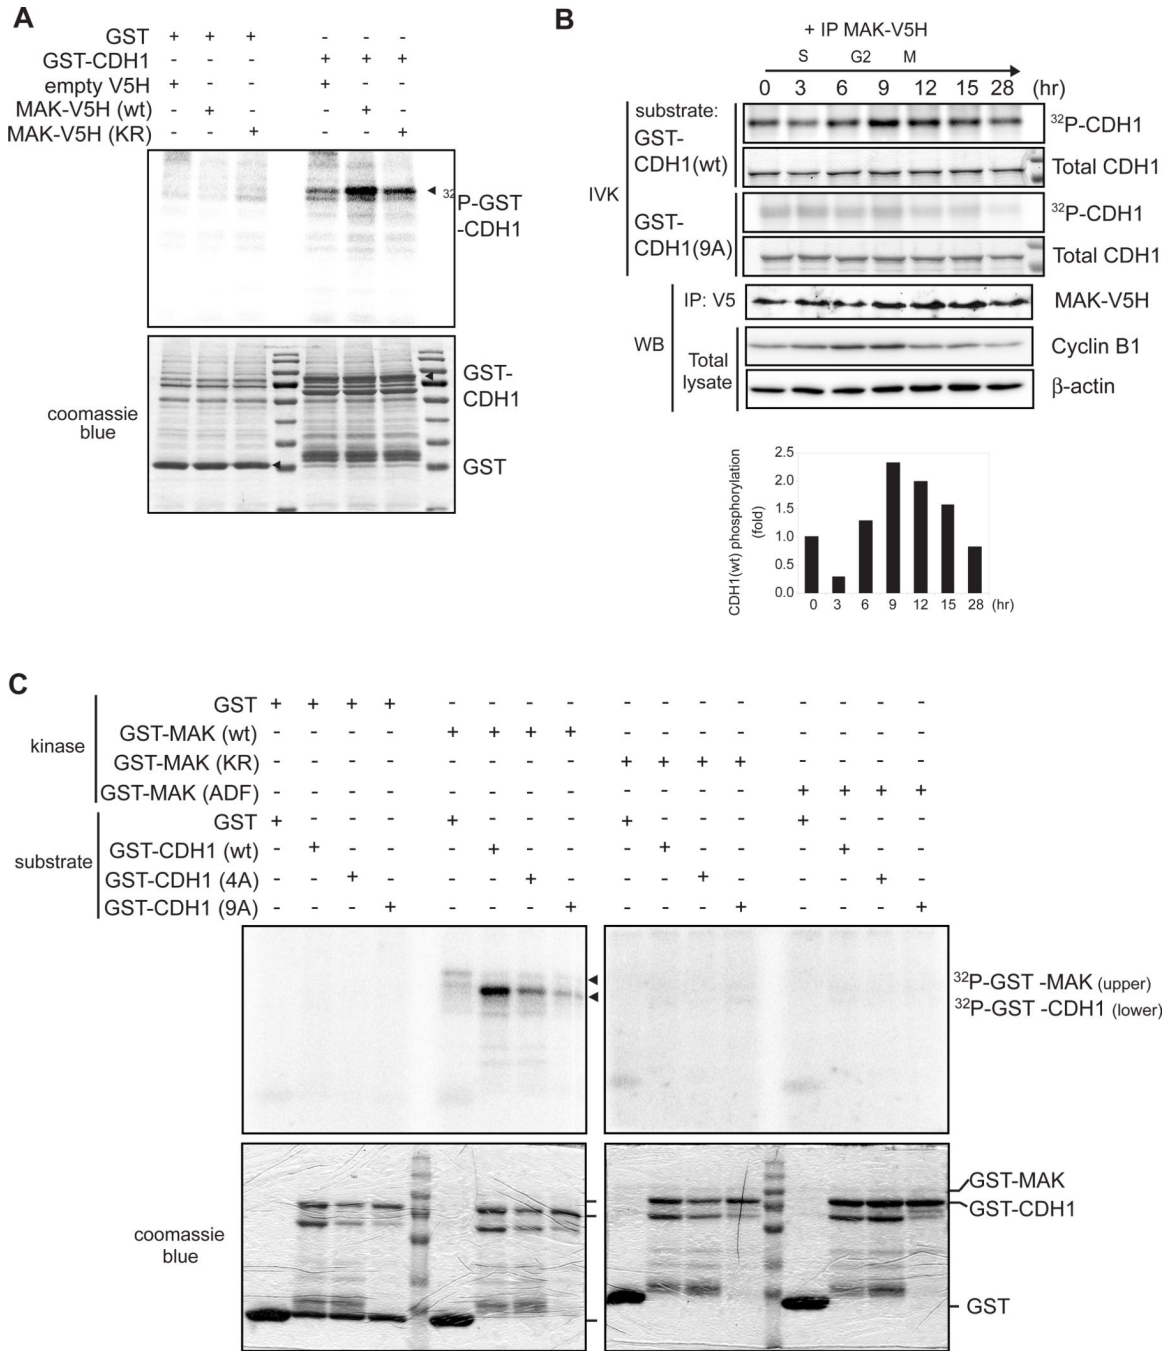 A
GST + + + - - -
GST-CDH1 - - - + + +
empty V5H + - - + - -
MAK-V5H (wt) - + - - + -
MAK-V5H (KR) - - + - - +
32
P-GST
-CDH1
coomassie
blue
GST-
CDH1
GST
B
+ IP MAK-V5H
S G2 M
0 3 6 9 12 15 28 (hr)
IVK
substrate:
GST-
CDH1(wt)
32P-CDH1
Total CDH1
GST-
CDH1(9A)
32P-CDH1
Total CDH1
WB
IP: V5
MAK-V5H
Total
lysate
Cyclin B1
β-actin
CDH1(wt) phosphorylation
(fold)
2.5
2.0
1.5
1.0
0.5
0.0
0 3 6 9 12 15 28 (hr)
C
kinase
GST + + + + - - - - - - - - - - - -
GST-MAK (wt) - - - - + + + + - - - - - - - -
GST-MAK (KR) - - - - - - - - + + + + - - - -
GST-MAK (ADF) - - - - - - - - - - - - + + + +
substrate
GST + - - - + - - - + - - - + - - -
GST-CDH1 (wt) - + - - - + - - - + - - - + - -
GST-CDH1 (4A) - - + - - - + - - - + - - - + -
GST-CDH1 (9A) - - - + - - - + - - - + - - - +
32P-GST -MAK (upper)
32P-GST -CDH1 (lower)
coomassie
blue
GST-MAK
GST-CDH1
GST